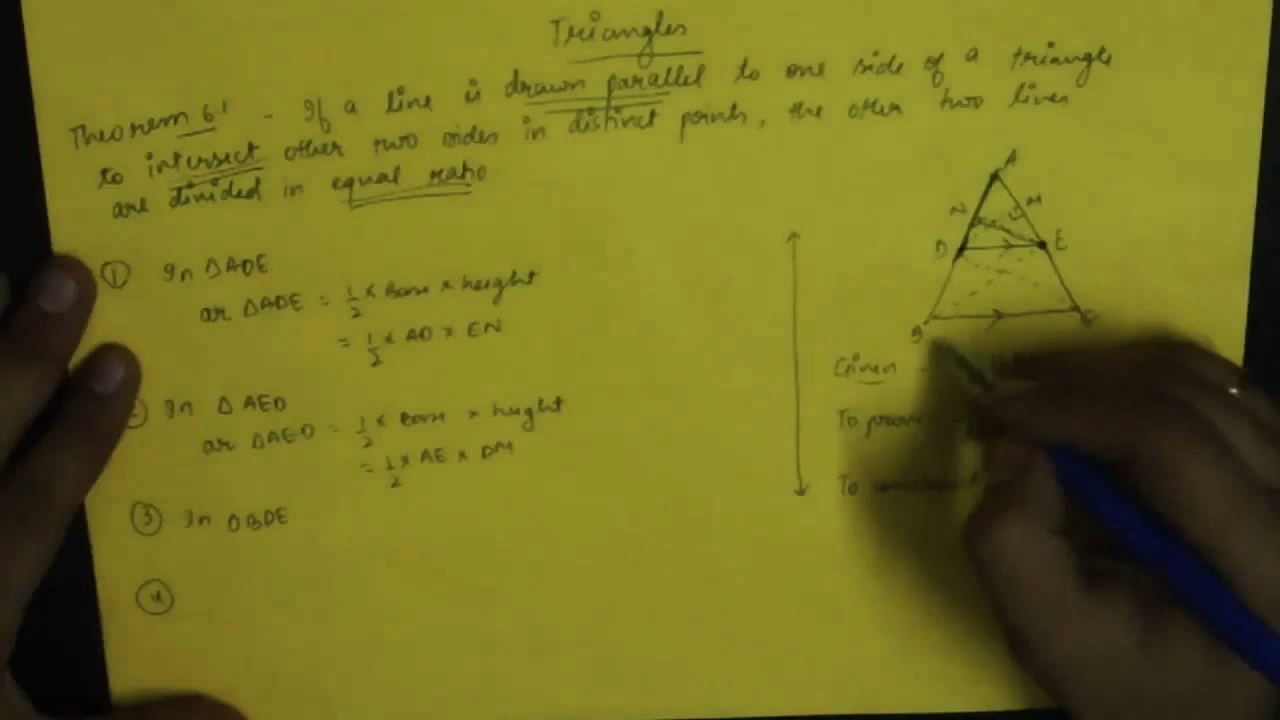 Triangles
Theorem 6.1 - If a line is drawn parallel to one side of a triangle
to intersect other two sides in distinct points, the other two lines
are divided in equal ratio
① In ΔADE
ar ΔADE = 1/2 × Base × height
= 1/2 × AD × EN
In ΔAED
ar ΔAED = 1/2 × Base × height
= 1/2 × AE × DM
③ In ΔBDE
④
A
N M
D E
B C
Given -
To prove
To